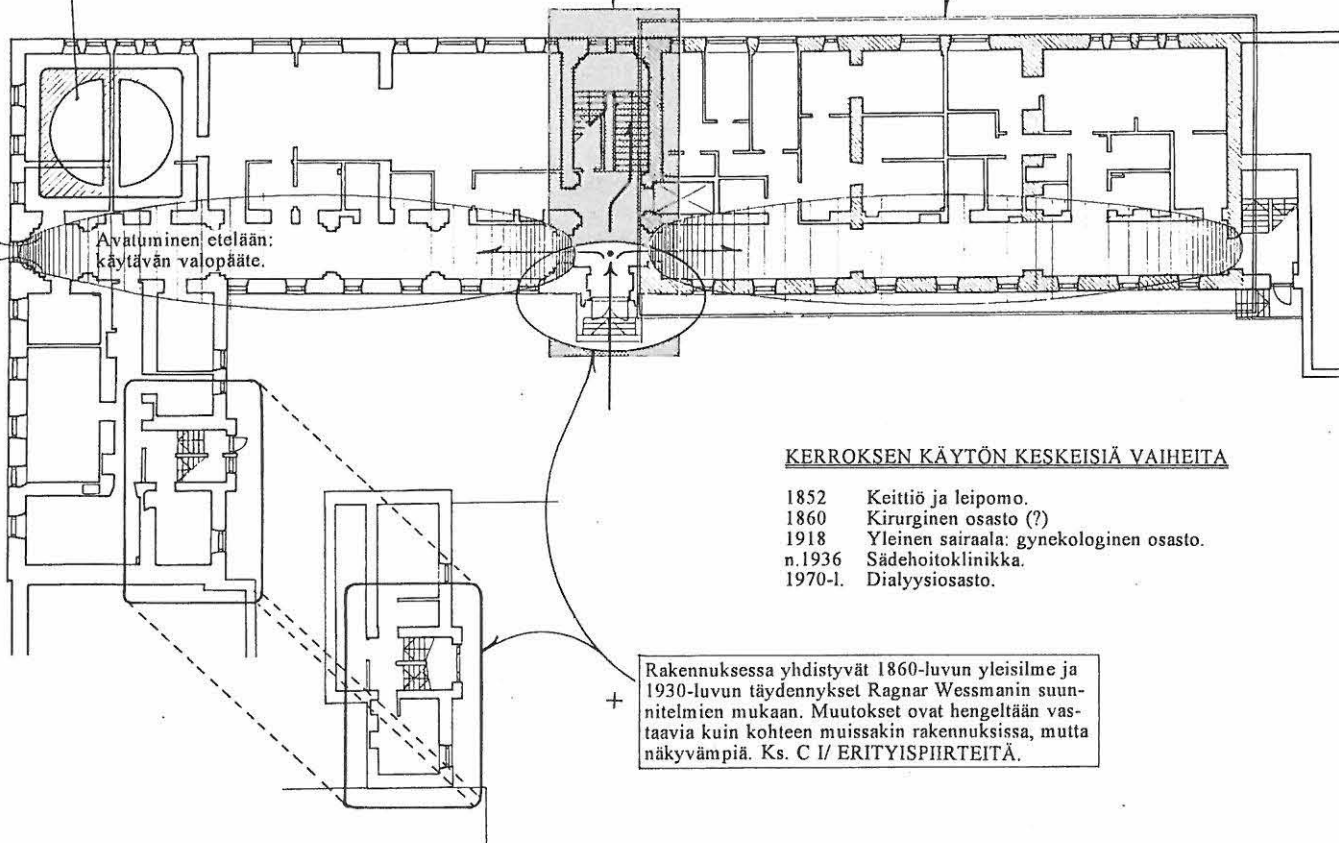 Avatuminen etelään:
käytävän valopääte.
KERROKSEN KÄYTÖN KESKEISIÄ VAIHEITA
1852 Keittiö ja leipomo.
1860 Kirurginen osasto (?)
1918 Yleinen sairaala: gynekologinen osasto.
n.1936 Sädehoitoklinikka.
1970-l. Dialyysiosasto.
+
Rakennuksessa yhdistyvät 1860-luvun yleisilme ja
1930-luvun täydennykset Ragnar Wessmanin suun-
nitelmien mukaan. Muutokset ovat hengeltään vas-
taavia kuin kohteen muissakin rakennuksissa, mutta
näkyvämpiä. Ks. C I/ ERITYISPIIRTEITÄ.